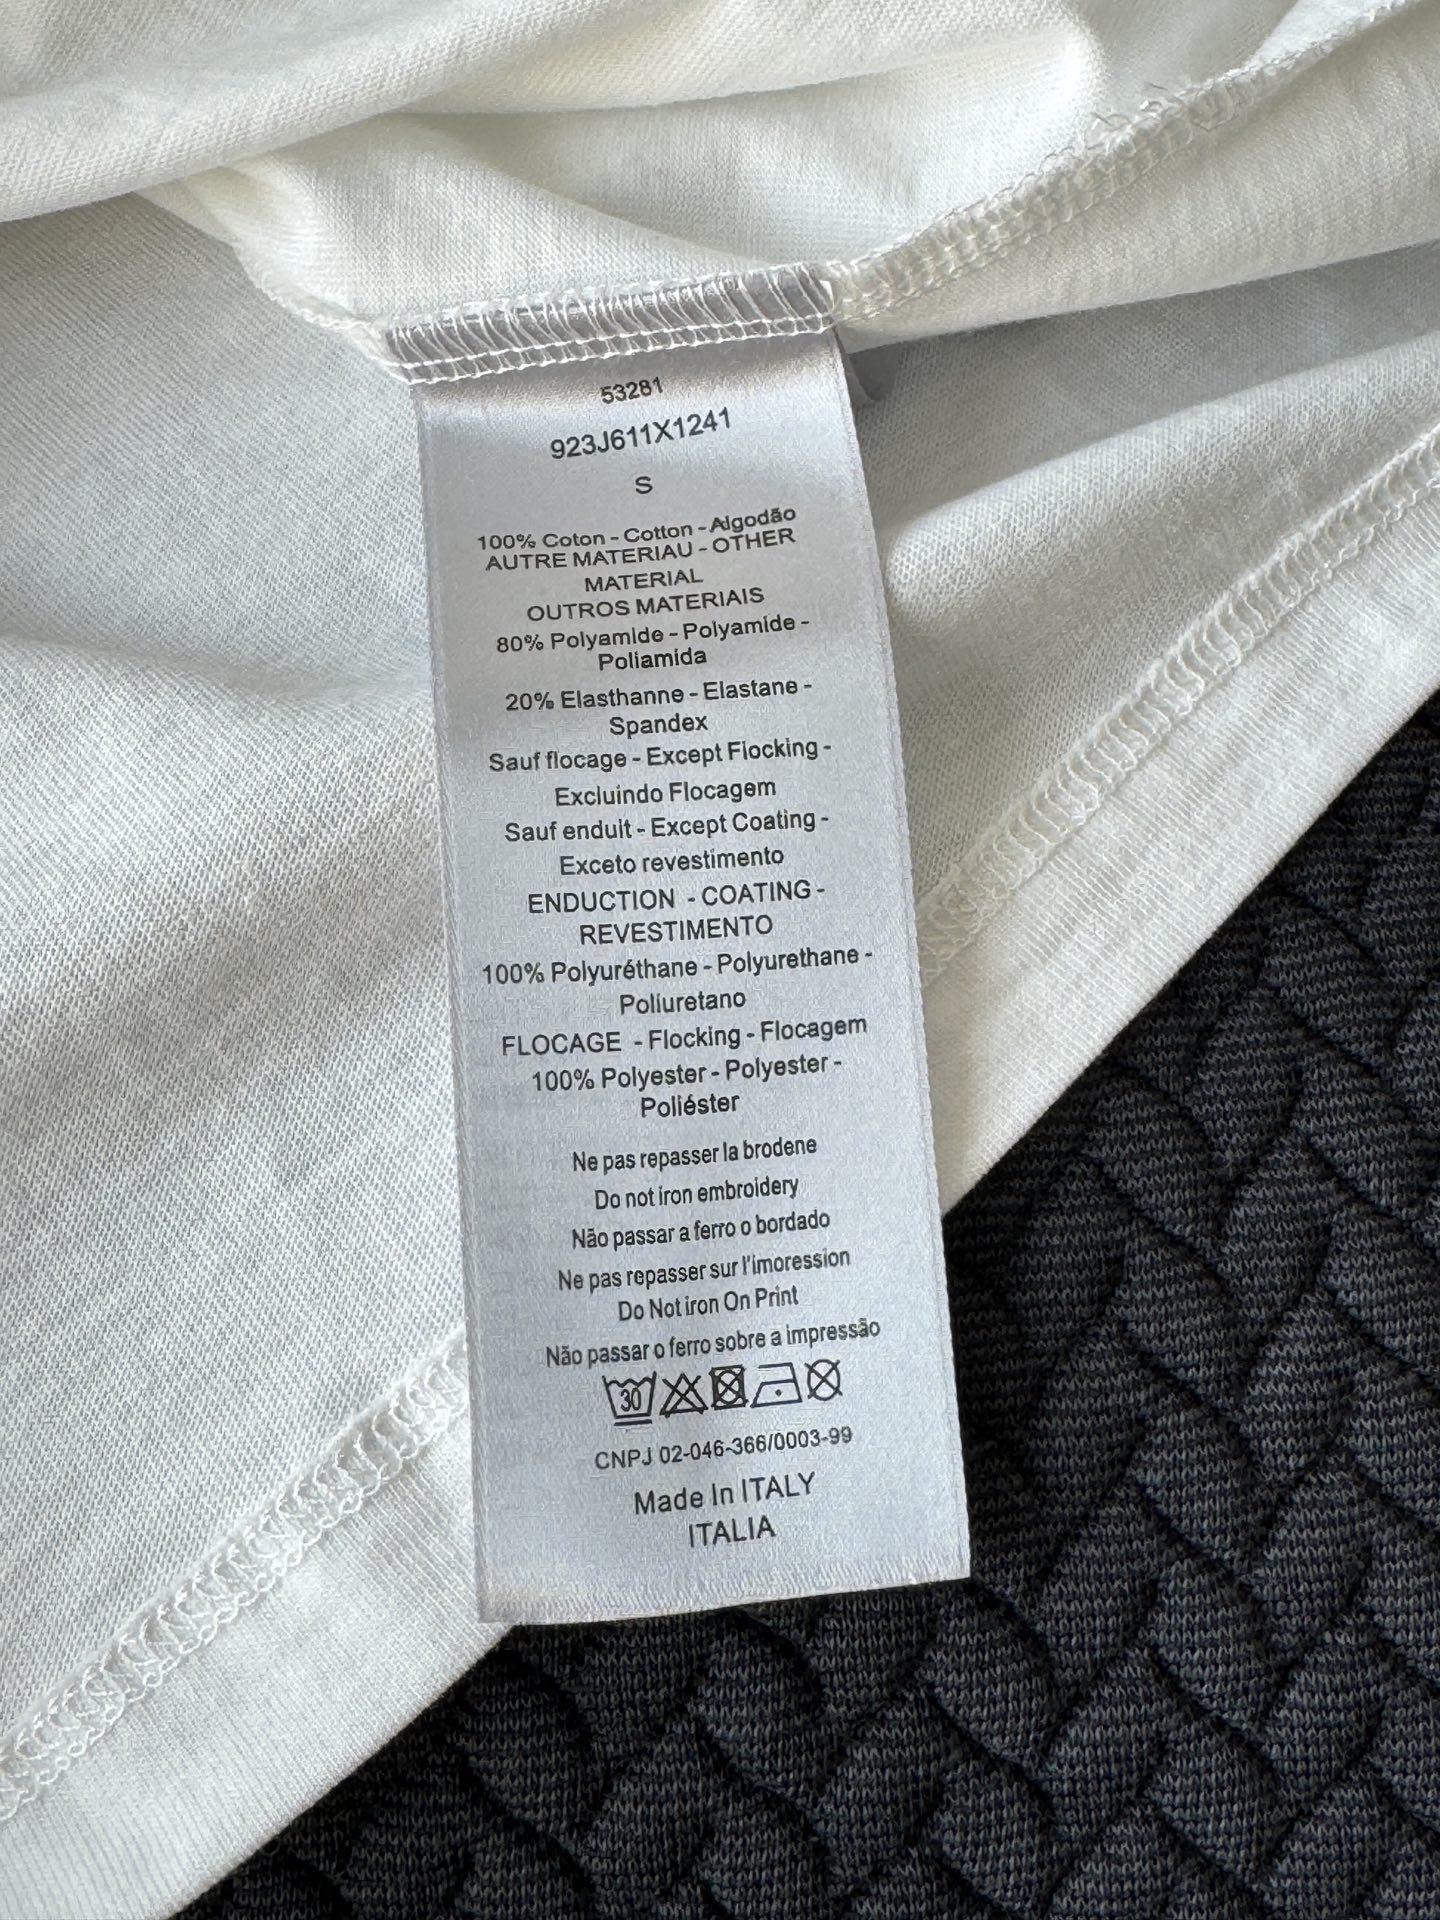 53281
923J611X1241
S
100% Coton - Cotton - Algodão
AUTRE MATERIAU - OTHER
MATERIAL
OUTROS MATERIAIS
80% Polyamide - Polyamide -
Poliamida
20% Elasthanne - Elastane -
Spandex
Sauf flocage - Except Flocking -
Excluindo Flocagem
Sauf enduit - Except Coating -
Exceto revestimento
ENDUCTION - COATING -
REVESTIMENTO
100% Polyuréthane - Polyurethane -
Poliuretano
FLOCAGE - Flocking - Flocagem
100% Polyester - Polyester -
Poliéster
Ne pas repasser la brodene
Do not iron embroidery
Não passar a ferro o bordado
Ne pas repasser sur l'imoression
Do Not iron On Print
Não passar o ferro sobre a impressão
30
CNPJ 02-046-366/0003-99
Made In ITALY
ITALIA